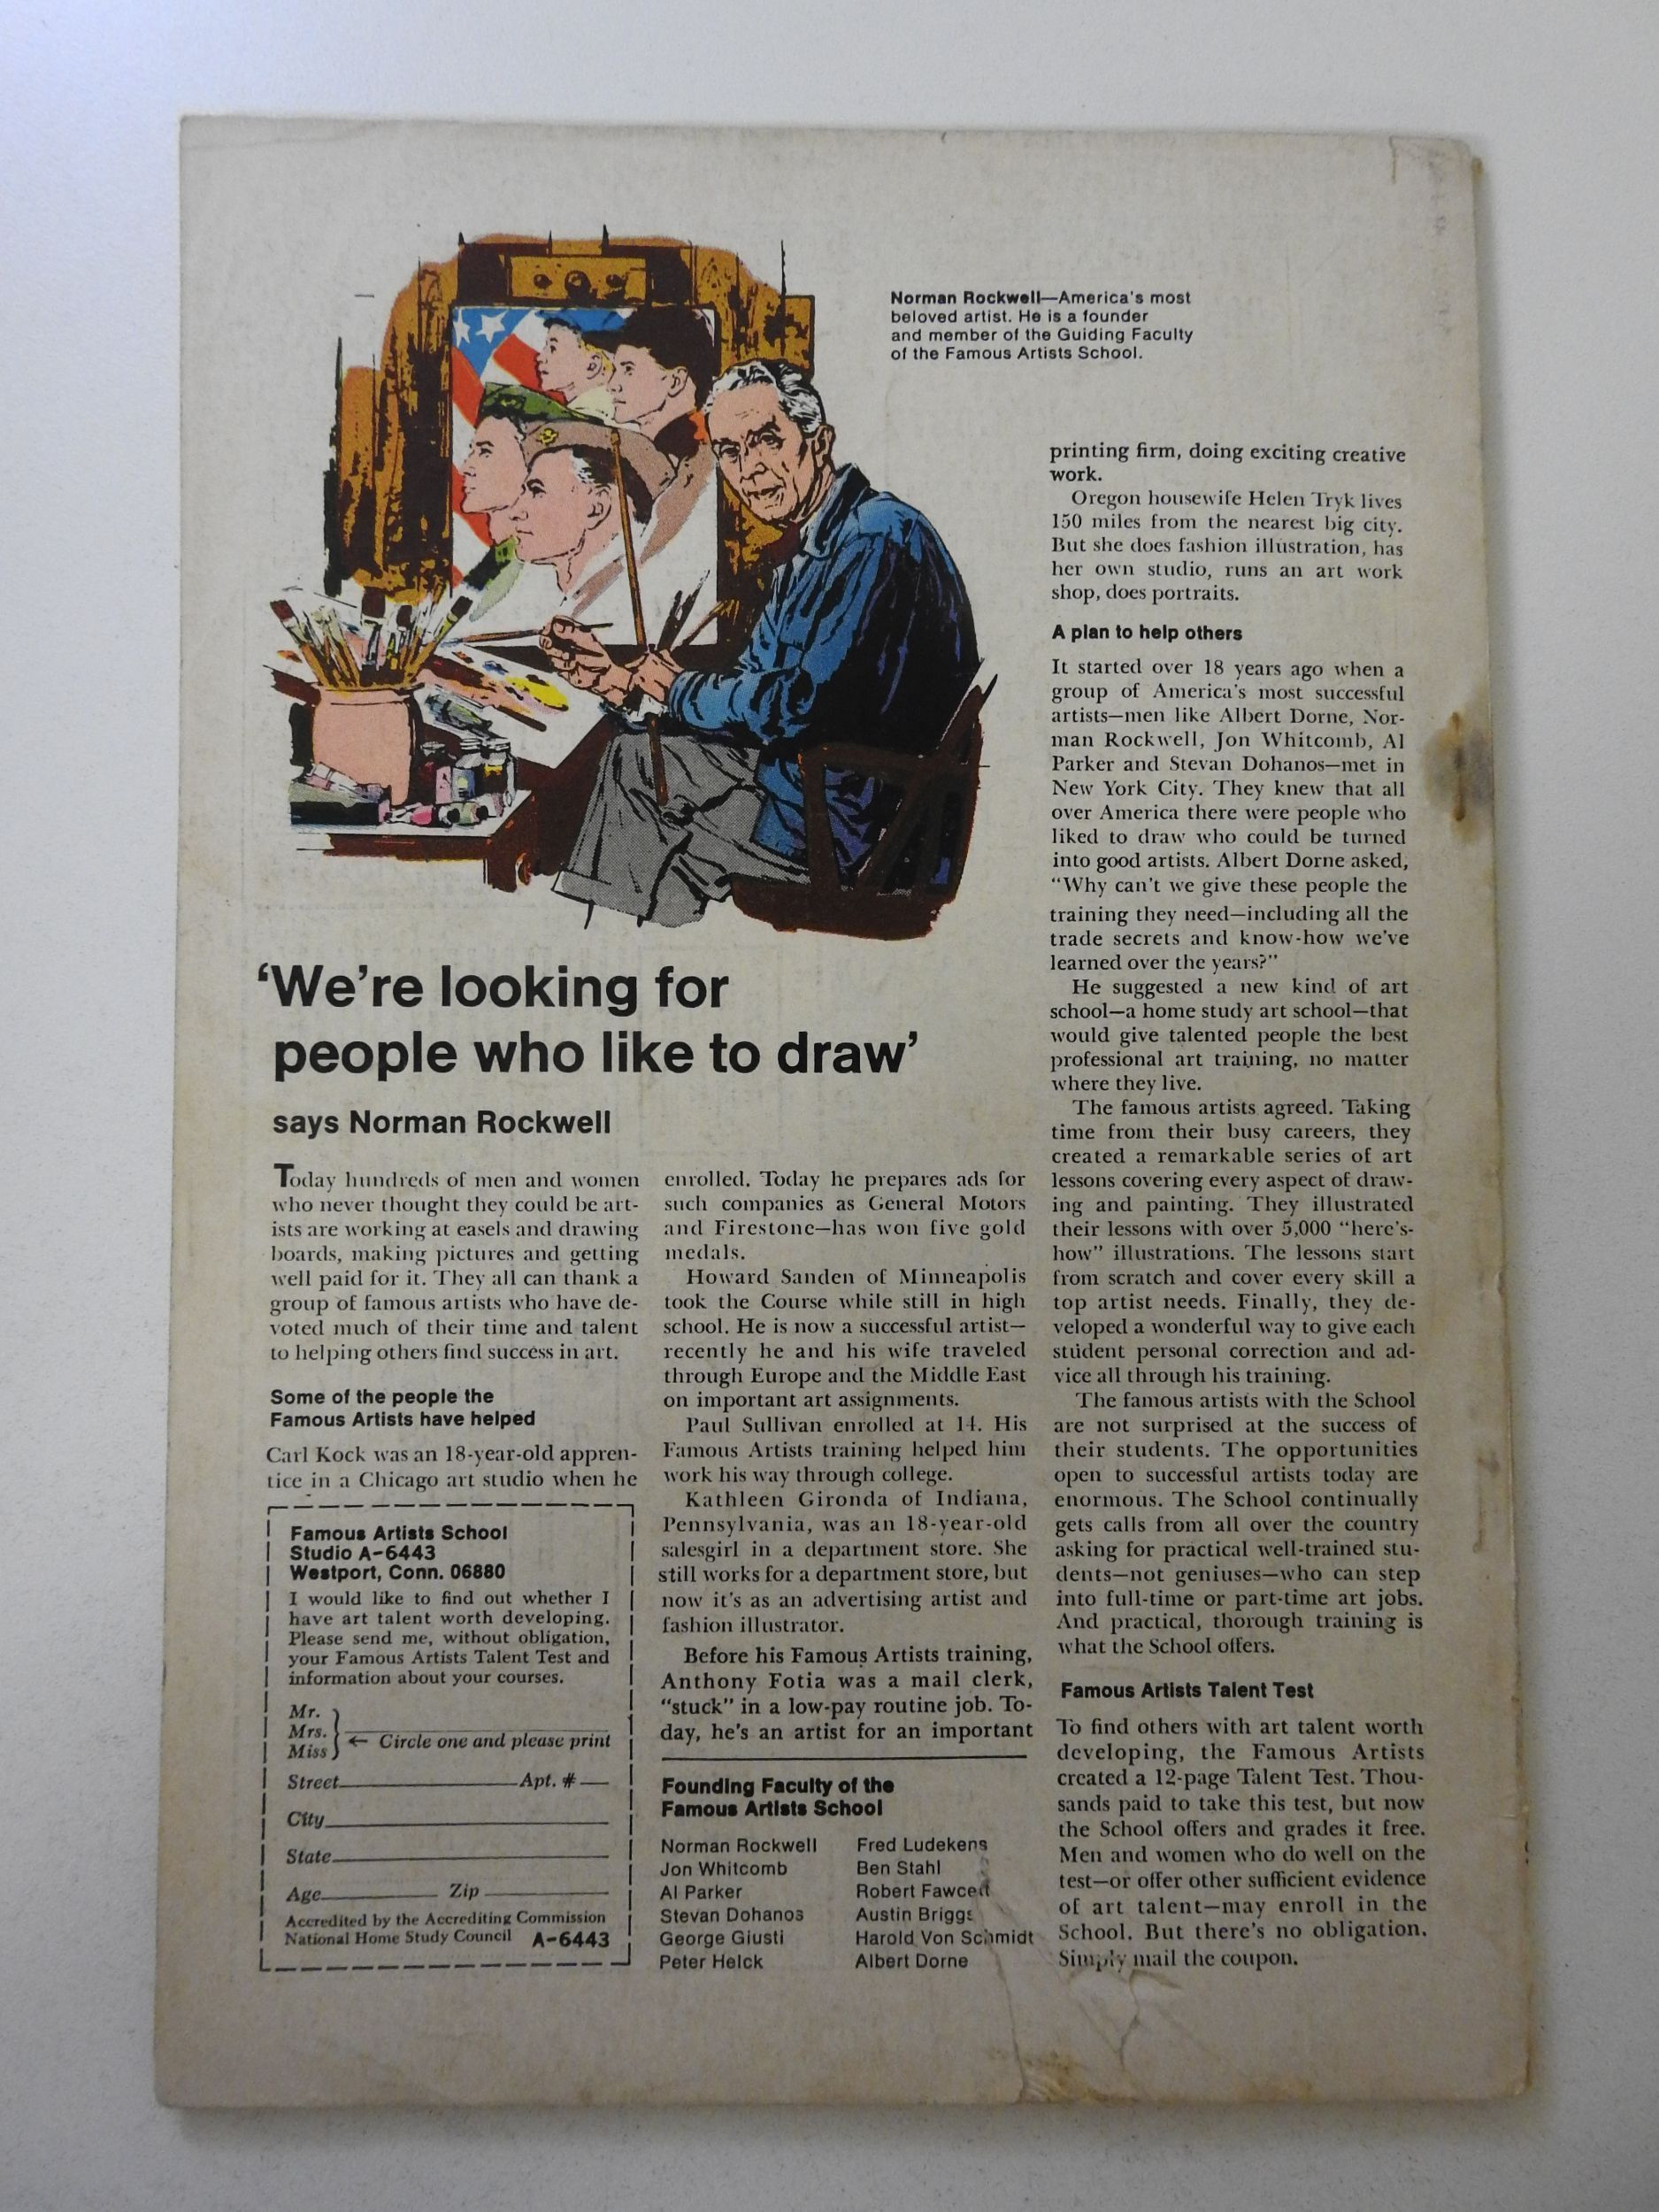 Norman Rockwell—America's most
beloved artist. He is a founder
and member of the Guiding Faculty
of the Famous Artists School.
'We're looking for
people who like to draw'
says Norman Rockwell
Today hundreds of men and women
who never thought they could be art-
ists are working at easels and drawing
boards, making pictures and getting
well paid for it. They all can thank a
group of famous artists who have de-
voted much of their time and talent
to helping others find success in art.
Some of the people the
Famous Artists have helped
Carl Kock was an 18-year-old appren-
tice in a Chicago art studio when he
enrolled. Today he prepares ads for
such companies as General Motors
and Firestone—has won five gold
medals.
Howard Sanden of Minneapolis
took the Course while still in high
school. He is now a successful artist—
recently he and his wife traveled
through Europe and the Middle East
on important art assignments.
Paul Sullivan enrolled at 14. His
Famous Artists training helped him
work his way through college.
Kathleen Gironda of Indiana,
Pennsylvania, was an 18-year-old
salesgirl in a department store. She
still works for a department store, but
now it's as an advertising artist and
fashion illustrator.
Before his Famous Artists training,
Anthony Fotia was a mail clerk,
"stuck" in a low-pay routine job. To-
day, he's an artist for an important
printing firm, doing exciting creative
work.
Oregon housewife Helen Tryk lives
150 miles from the nearest big city.
But she does fashion illustration, has
her own studio, runs an art work
shop, does portraits.
A plan to help others
It started over 18 years ago when a
group of America's most successful
artists—men like Albert Dorne, Nor-
man Rockwell, Jon Whitcomb, Al
Parker and Stevan Dohanos—met in
New York City. They knew that all
over America there were people who
liked to draw who could be turned
into good artists. Albert Dorne asked,
"Why can't we give these people the
training they need—including all the
trade secrets and know-how we've
learned over the years?"
He suggested a new kind of art
school—a home study art school—that
would give talented people the best
professional art training, no matter
where they live.
The famous artists agreed. Taking
time from their busy careers, they
created a remarkable series of art
lessons covering every aspect of draw-
ing and painting. They illustrated
their lessons with over 5,000 "here's-
how" illustrations. The lessons start
from scratch and cover every skill a
top artist needs. Finally, they de-
veloped a wonderful way to give each
student personal correction and ad-
vice all through his training.
The famous artists with the School
are not surprised at the success of
their students. The opportunities
open to successful artists today are
enormous. The School continually
gets calls from all over the country
asking for practical well-trained stu-
dents—not geniuses—who can step
into full-time or part-time art jobs.
And practical, thorough training is
what the School offers.
Famous Artists Talent Test
To find others with art talent worth
developing, the Famous Artists
created a 12-page Talent Test. Thou-
sands paid to take this test, but now
the School offers and grades it free.
Men and women who do well on the
test—or offer other sufficient evidence
of art talent—may enroll in the
School. But there's no obligation.
Simply mail the coupon.
Famous Artists School
Studio A-6443
Westport, Conn. 06880
I would like to find out whether I
have art talent worth developing.
Please send me, without obligation,
your Famous Artists Talent Test and
information about your courses.
Mr.
Mrs.
Miss
← Circle one and please print
Street Apt. #
City
State
Age Zip
Accredited by the Accrediting Commission
National Home Study Council A-6443
Founding Faculty of the
Famous Artists School
Norman Rockwell
Jon Whitcomb
Al Parker
Stevan Dohanos
George Giusti
Peter Helck
Fred Ludekens
Ben Stahl
Robert Fawcett
Austin Briggs
Harold Von Schmidt
Albert Dorne